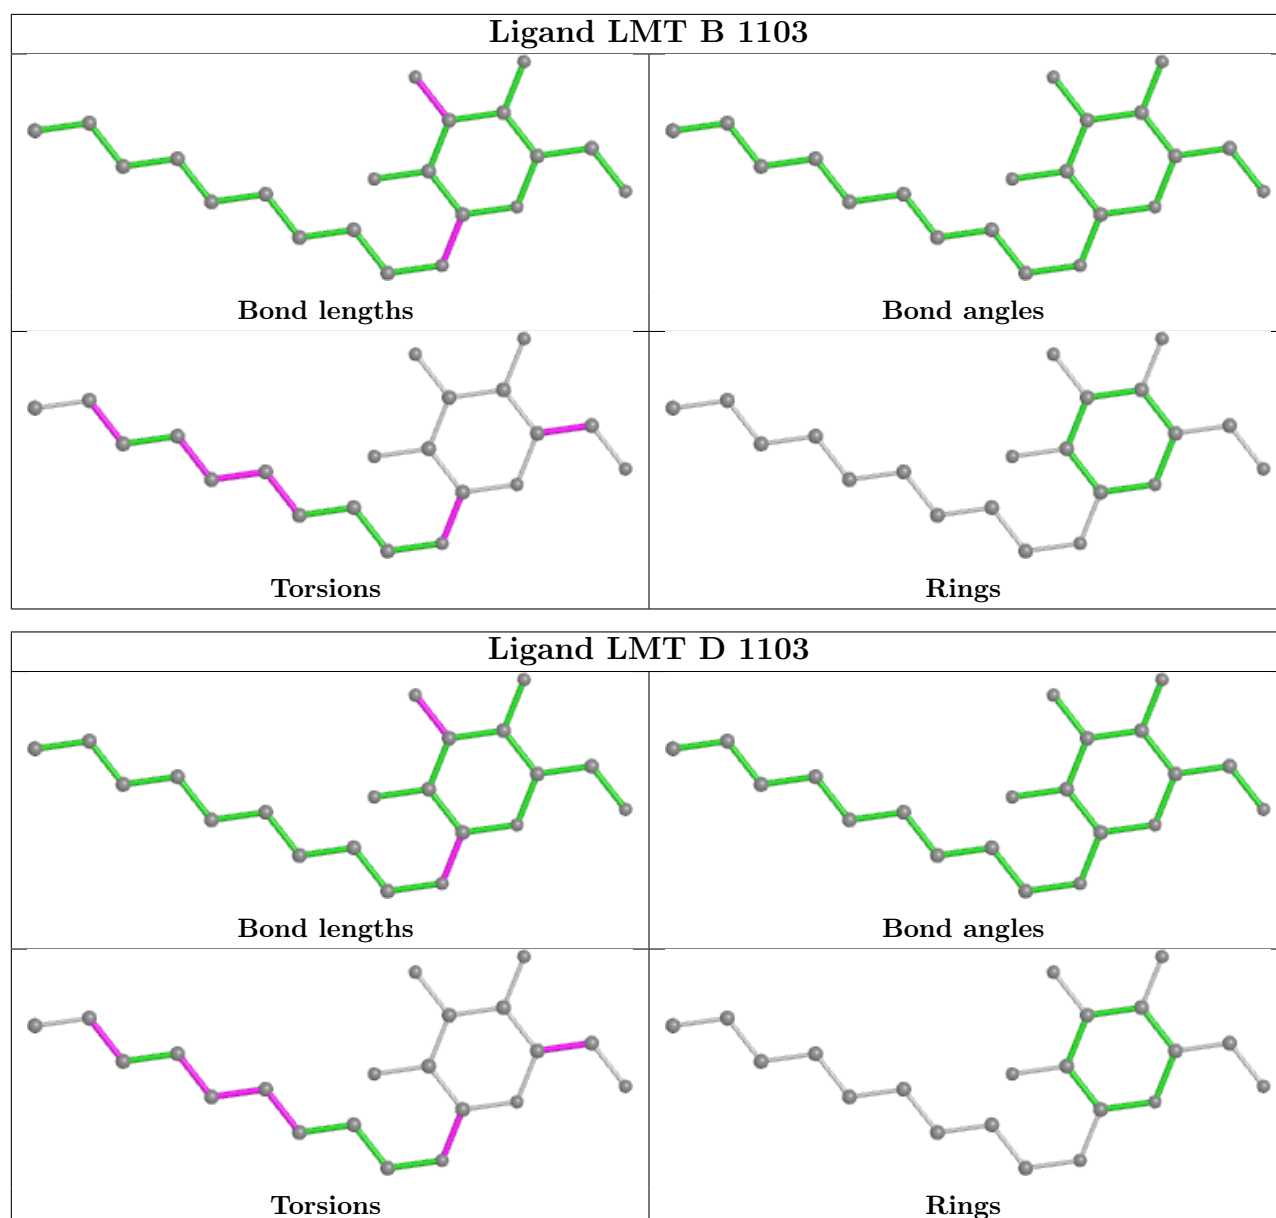 Ligand LMT B 1103
Bond lengths
Bond angles
Torsions
Rings
Ligand LMT D 1103
Bond lengths
Bond angles
Torsions
Rings